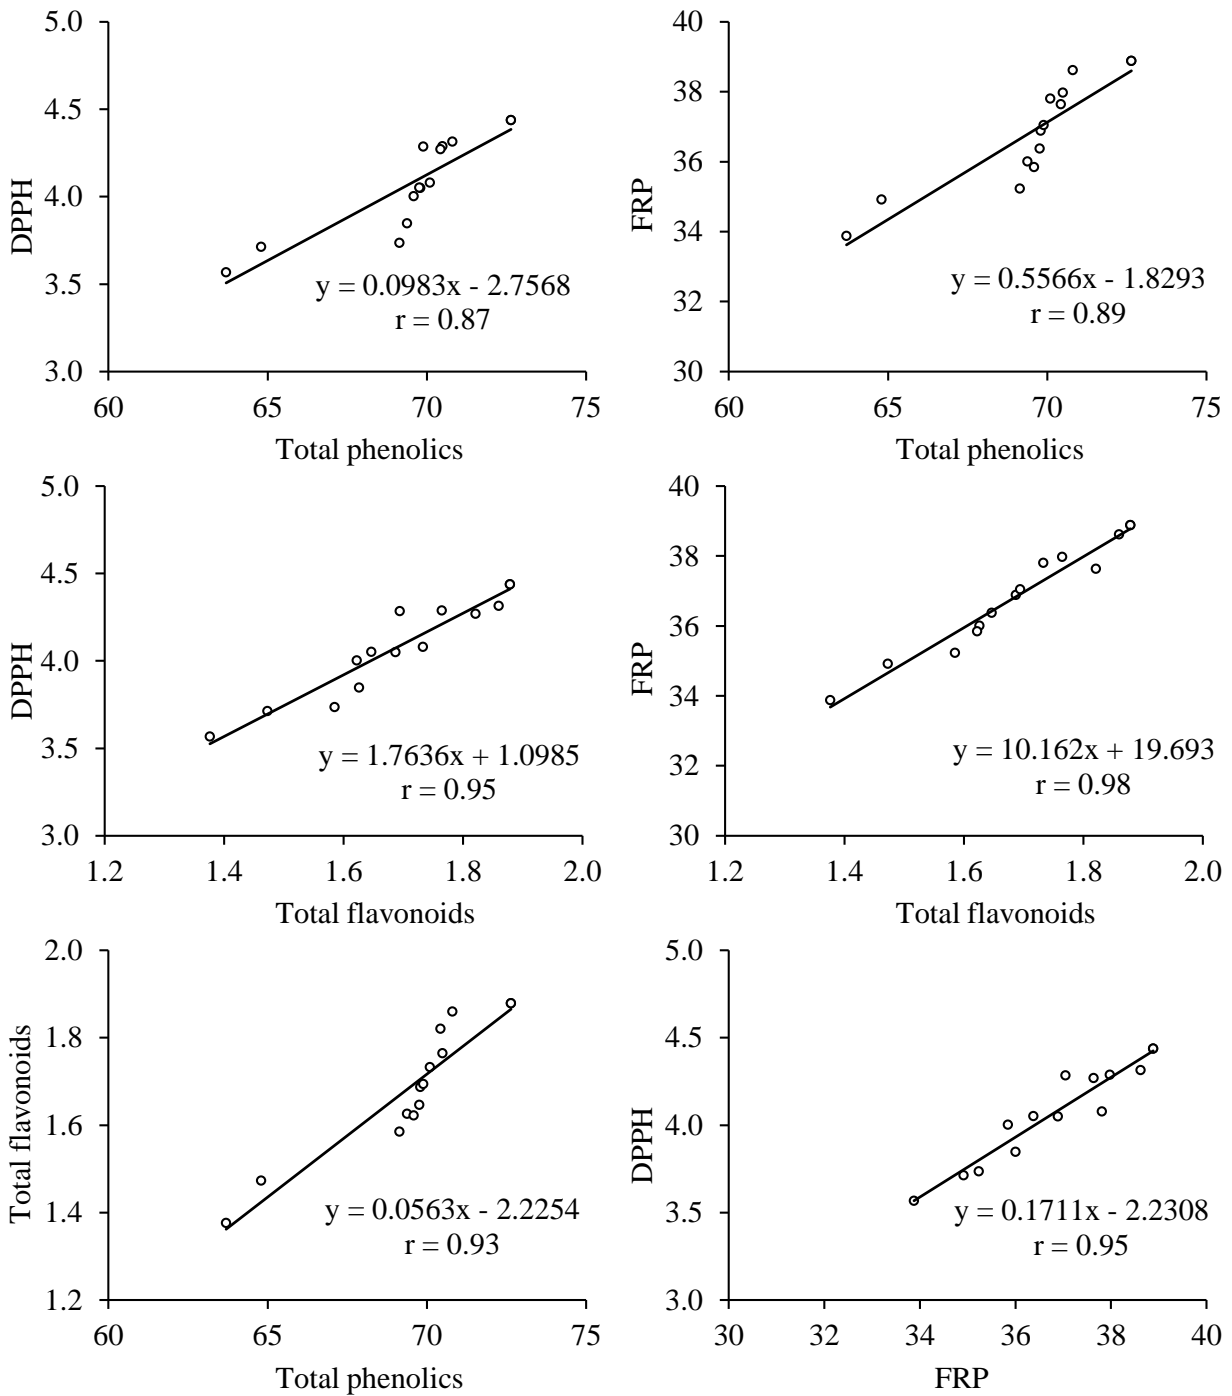 5.0
4.5
4.0
3.5
3.0
DPPH
y = 0.0983x - 2.7568
r = 0.87
60 65 70 75
Total phenolics
40
38
36
34
32
30
FRP
y = 0.5566x - 1.8293
r = 0.89
60 65 70 75
Total phenolics
5.0
4.5
4.0
3.5
3.0
DPPH
y = 1.7636x + 1.0985
r = 0.95
1.2 1.4 1.6 1.8 2.0
Total flavonoids
40
38
36
34
32
30
FRP
y = 10.162x + 19.693
r = 0.98
1.2 1.4 1.6 1.8 2.0
Total flavonoids
2.0
1.8
1.6
1.4
1.2
Total flavonoids
y = 0.0563x - 2.2254
r = 0.93
60 65 70 75
Total phenolics
5.0
4.5
4.0
3.5
3.0
DPPH
y = 0.1711x - 2.2308
r = 0.95
30 32 34 36 38 40
FRP